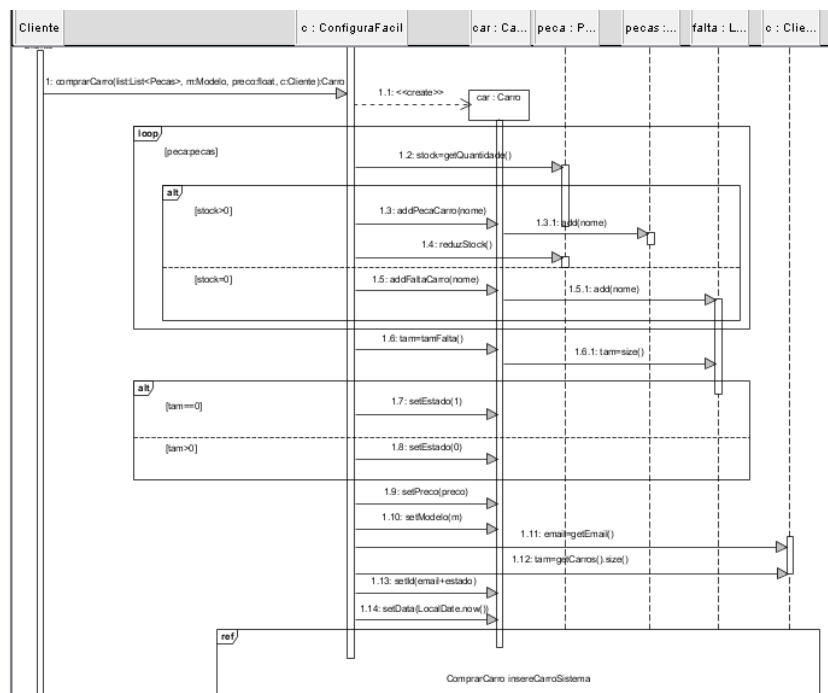 Cliente
c : ConfiguraFacil
car : Ca...
peca : P...
pecas :...
falta : L...
c : Clie...
1: comprarCarro(list:List<Pecas>, m:Modelo, preco:float, c:Cliente):Carro
1.1: <<create>>
car : Carro
loop
[peca:pecas]
1.2: stock=getQuantidade()
alt
[stock>0]
1.3: addPecaCarro(nome)
1.3.1: add(nome)
1.4: reduzStock()
[stock=0]
1.5: addFaltaCarro(nome)
1.5.1: add(nome)
1.6: tam=tamFalta()
1.6.1: tam=size()
alt
[tam==0]
1.7: setEstado(1)
[tam>0]
1.8: setEstado(0)
1.9: setPreco(preco)
1.10: setModelo(m)
1.11: email=getEmail()
1.12: tam=getCarros().size()
1.13: setId(email+estado)
1.14: setData(LocalDate.now())
ref
ComprarCarro insereCarroSistema